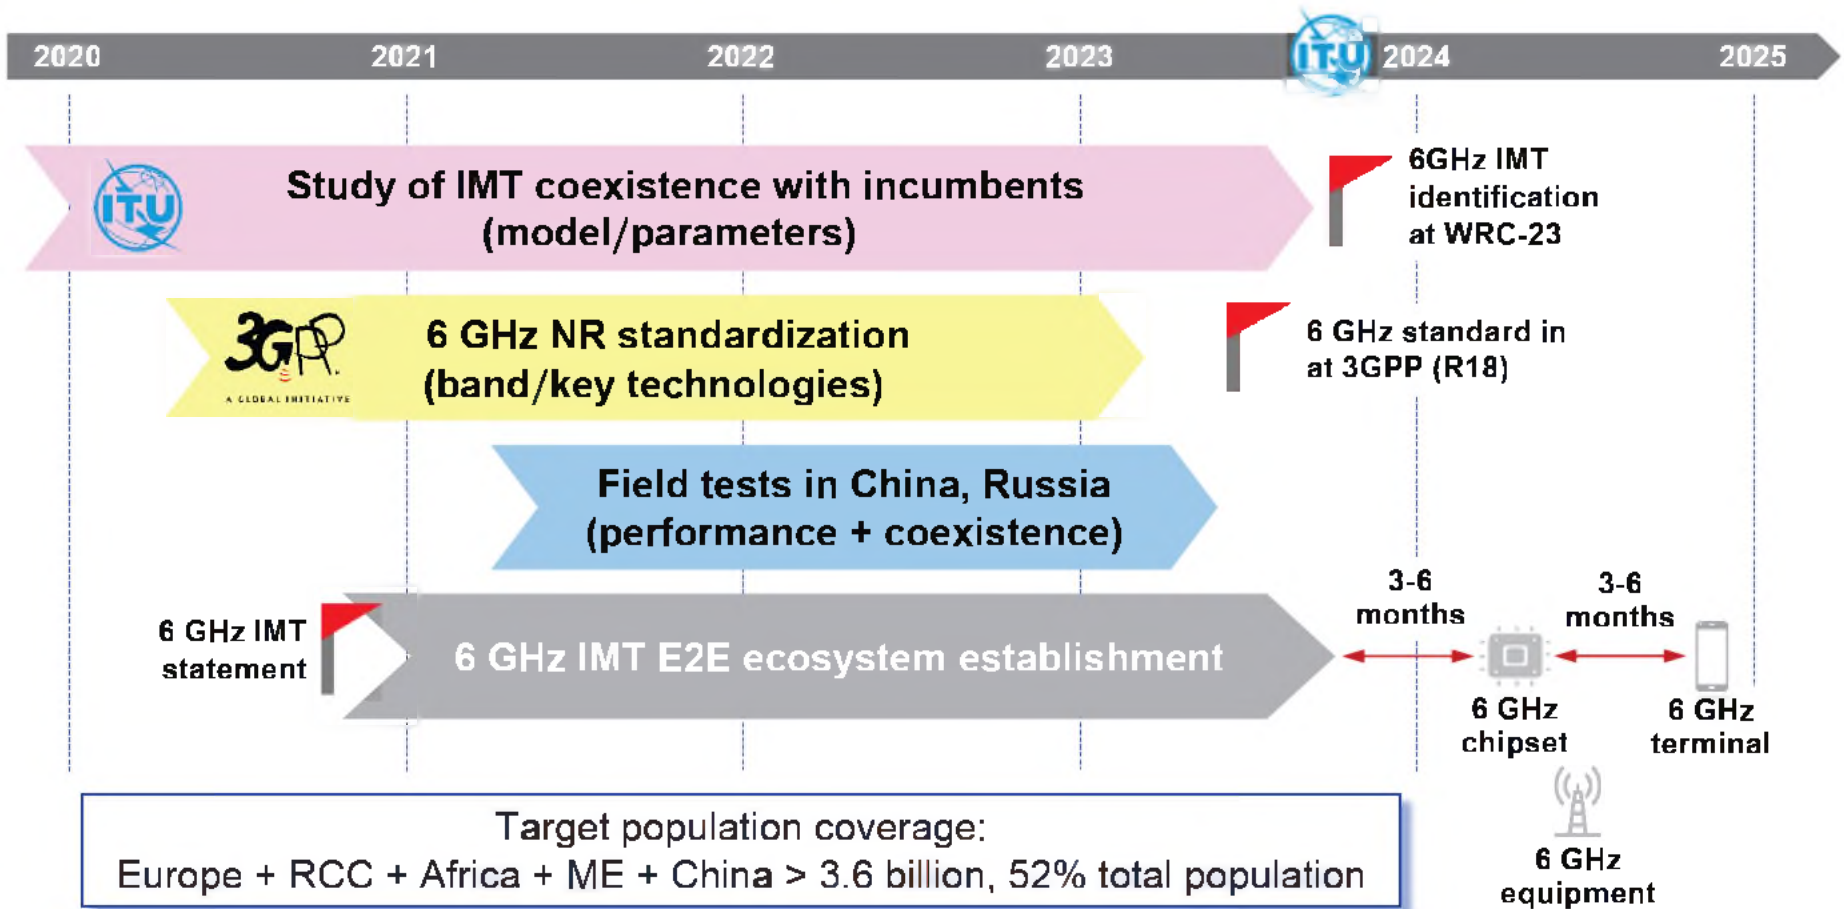 2020 2021 2022 2023 ITU 2024 2025
ITU
Study of IMT coexistence with incumbents
(model/parameters)
6GHz IMT
identification
at WRC-23
3GPP
A GLOBAL INITIATIVE
6 GHz NR standardization
(band/key technologies)
6 GHz standard in
at 3GPP (R18)
Field tests in China, Russia
(performance + coexistence)
6 GHz IMT
statement
6 GHz IMT E2E ecosystem establishment
3-6
months
3-6
months
6 GHz
chipset
6 GHz
terminal
6 GHz
equipment
Target population coverage:
Europe + RCC + Africa + ME + China > 3.6 billion, 52% total population